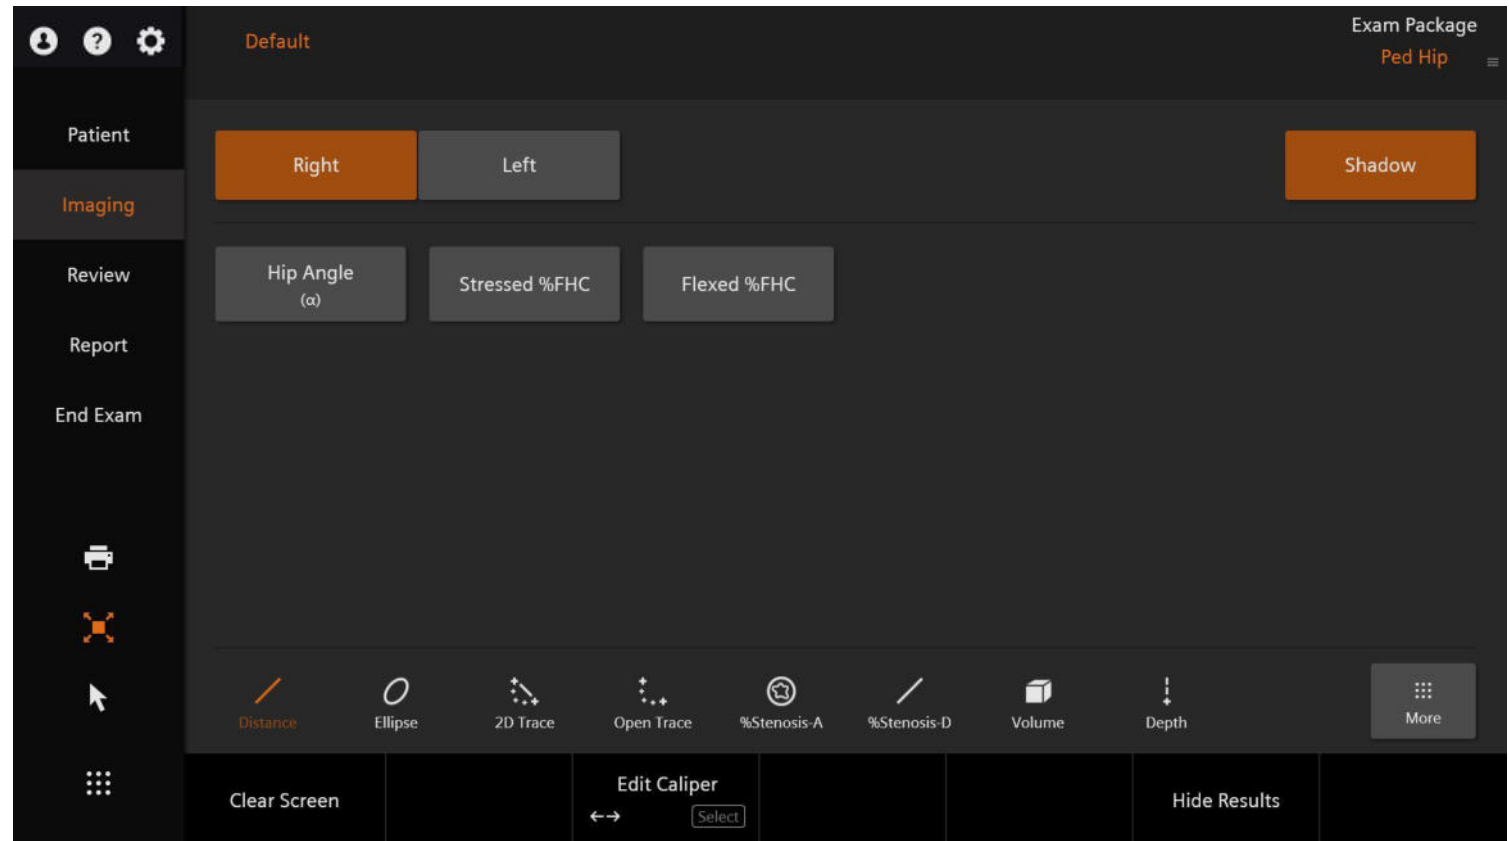 Default
Exam Package
Ped Hip
Patient
Imaging
Review
Report
End Exam
Right
Left
Shadow
Hip Angle
(α)
Stressed %FHC
Flexed %FHC
Distance
Ellipse
2D Trace
Open Trace
%Stenosis-A
%Stenosis-D
Volume
Depth
More
Clear Screen
Edit Caliper
Select
Hide Results